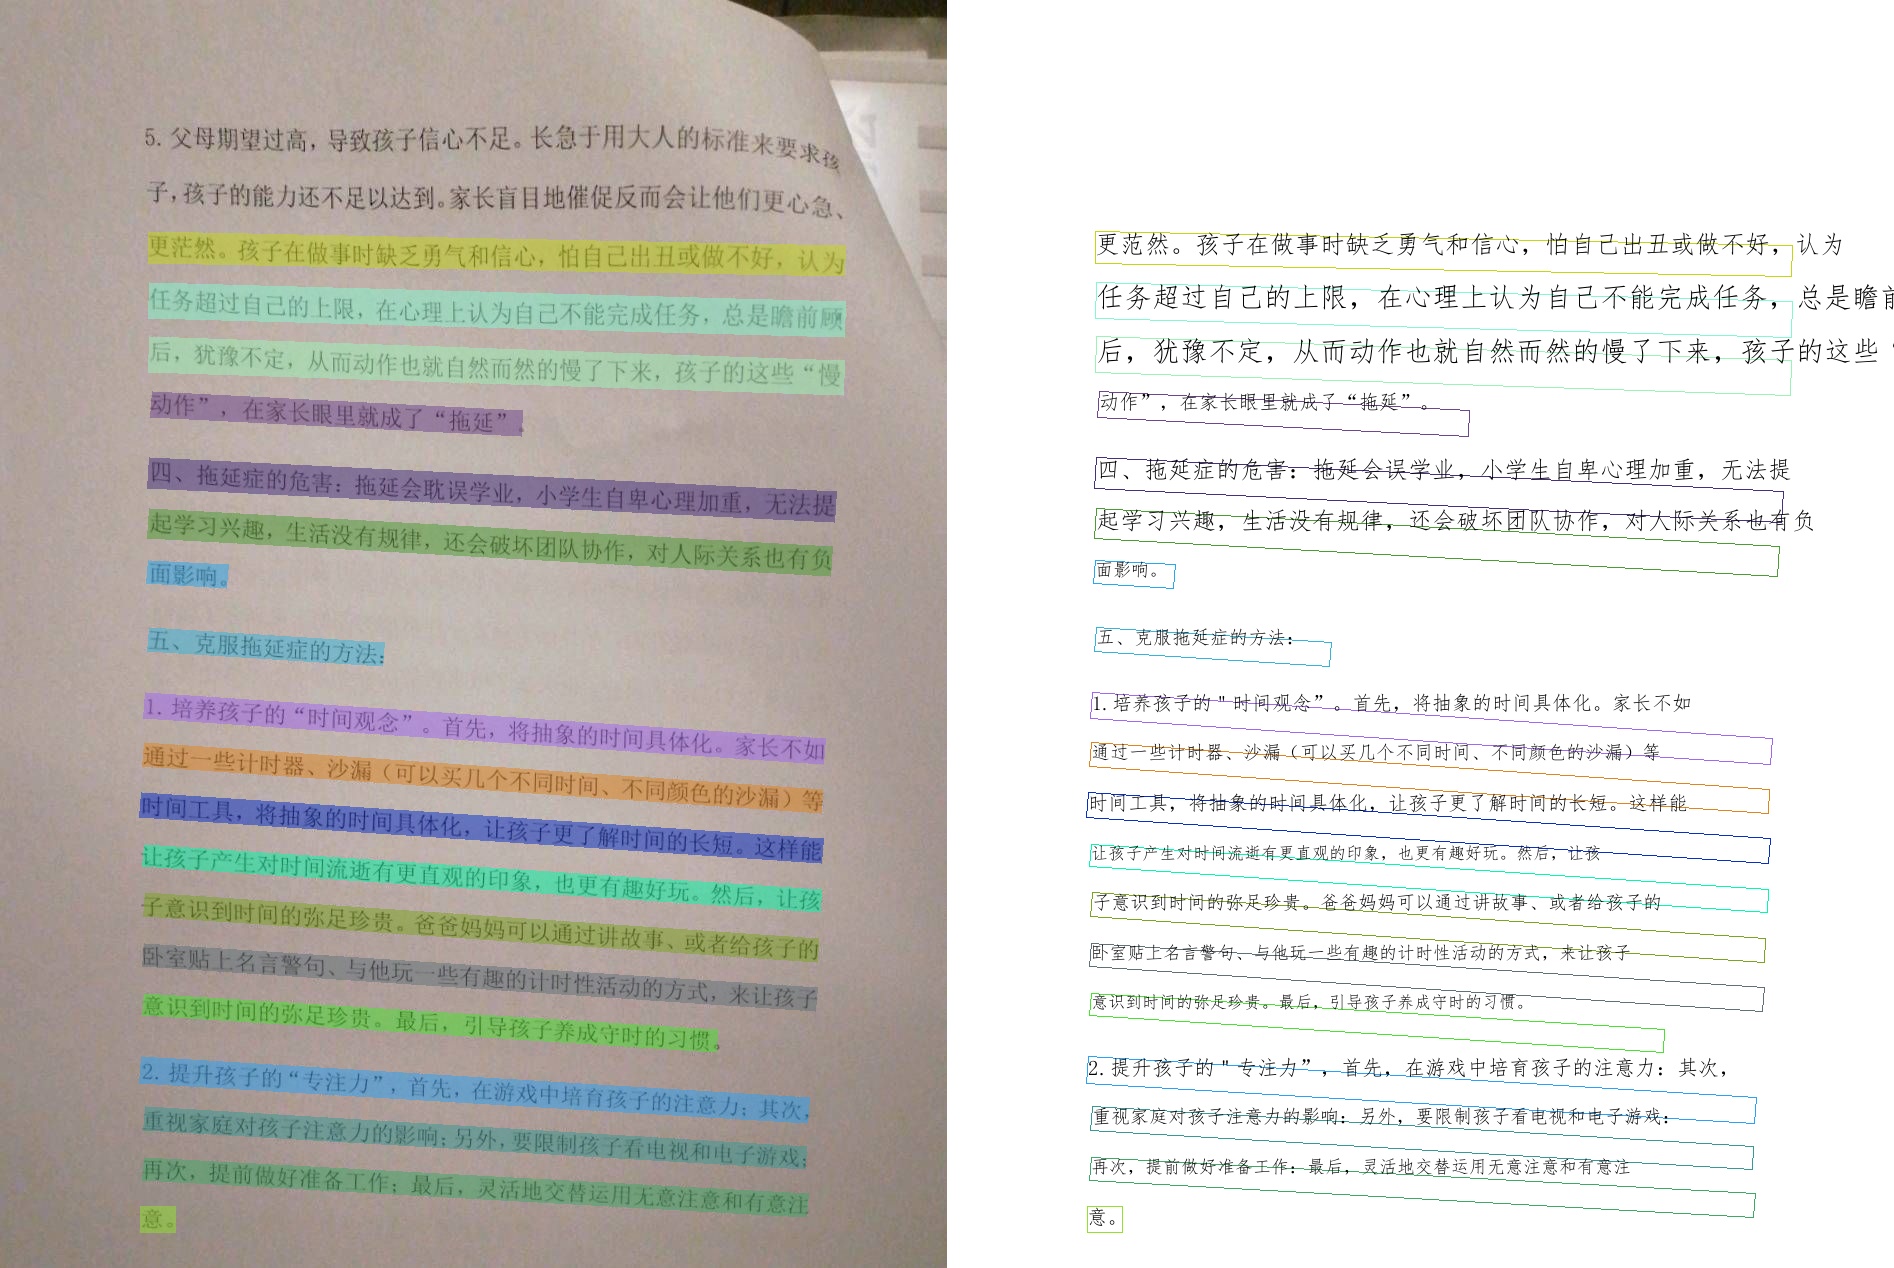 5. 父母期望过高，导致孩子信心不足。长急于用大人的标准来要求孩
子，孩子的能力还不足以达到。家长盲目地催促反而会让他们更心急、
更茫然。孩子在做事时缺乏勇气和信心，怕自己出丑或做不好，认为
任务超过自己的上限，在心理上认为自己不能完成任务，总是瞻前顾
后，犹豫不定，从而动作也就自然而然的慢了下来，孩子的这些“慢
动作”，在家长眼里就成了“拖延”。
四、拖延症的危害：拖延会耽误学业，小学生自卑心理加重，无法提
起学习兴趣，生活没有规律，还会破坏团队协作，对人际关系也有负
面影响。
五、克服拖延症的方法：
1. 培养孩子的“时间观念”。首先，将抽象的时间具体化。家长不如
通过一些计时器、沙漏（可以买几个不同时间、不同颜色的沙漏）等
时间工具，将抽象的时间具体化，让孩子更了解时间的长短。这样能
让孩子产生对时间流逝有更直观的印象，也更有趣好玩。然后，让孩
子意识到时间的弥足珍贵。爸爸妈妈可以通过讲故事、或者给孩子的
卧室贴上名言警句、与他玩一些有趣的计时性活动的方式，来让孩子
意识到时间的弥足珍贵。最后，引导孩子养成守时的习惯。
2. 提升孩子的“专注力”，首先，在游戏中培育孩子的注意力；其次，
重视家庭对孩子注意力的影响；另外，要限制孩子看电视和电子游戏；
再次，提前做好准备工作；最后，灵活地交替运用无意注意和有意注
意。
更范然。孩子在做事时缺乏勇气和信心，怕自己出丑或做不好，认为
任务超过自己的上限，在心理上认为自己不能完成任务，总是瞻前
后，犹豫不定，从而动作也就自然而然的慢了下来，孩子的这些“
动作”，在家长眼里就成了“拖延”。
四、拖延症的危害：拖延会误学业，小学生自卑心理加重，无法提
起学习兴趣，生活没有规律，还会破坏团队协作，对人际关系也有负
面影响。
五、克服拖延症的方法：
1. 培养孩子的＂时间观念”。首先，将抽象的时间具体化。家长不如
通过一些计时器、沙漏（可以买几个不同时间、不同颜色的沙漏）等
时间工具，将抽象的时间具体化，让孩子更了解时间的长短。这样能
让孩子产生对时间流逝有更直观的印象，也更有趣好玩。然后，让孩
子意识到时间的弥足珍贵。爸爸妈妈可以通过讲故事、或者给孩子的
卧室贴上名言警句、与他玩一些有趣的计时性活动的方式，来让孩子
意识到时间的弥足珍贵。最后，引导孩子养成守时的习惯。
2. 提升孩子的＂专注力”，首先，在游戏中培育孩子的注意力：其次，
重视家庭对孩子注意力的影响：另外，要限制孩子看电视和电子游戏：
再次，提前做好准备工作：最后，灵活地交替运用无意注意和有意注
意。